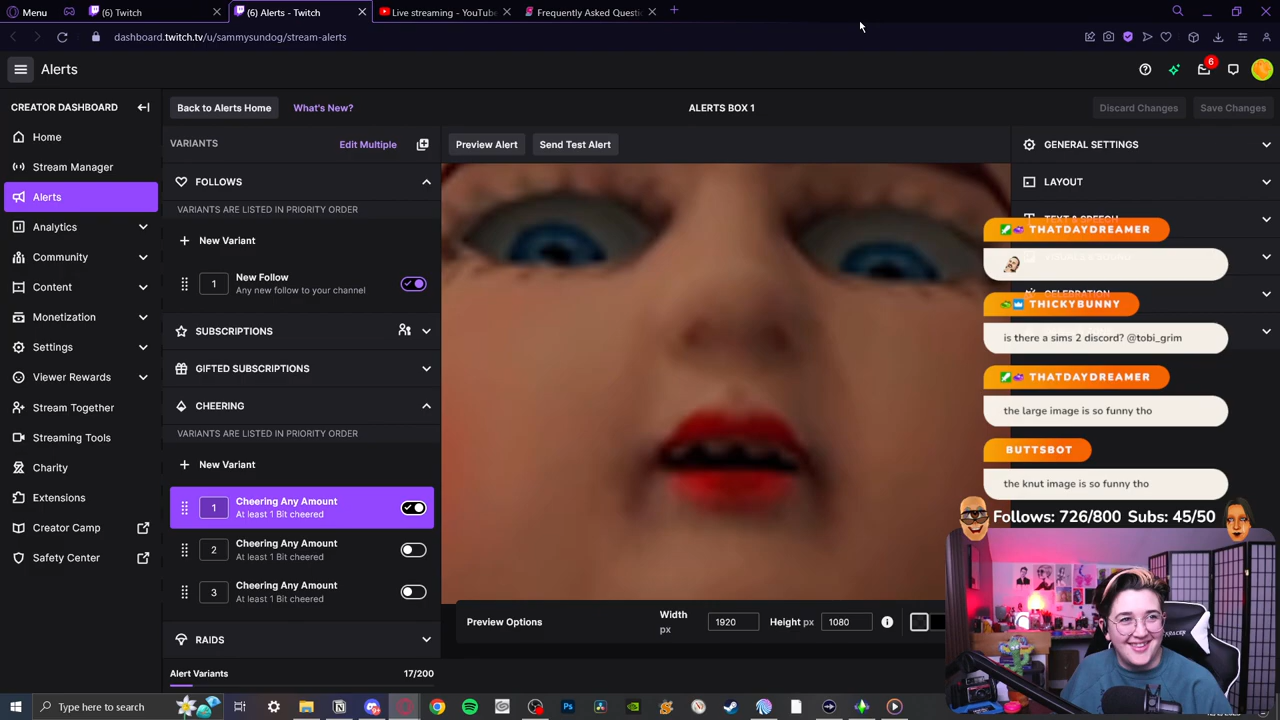 Menu
(6) Twitch
(6) Alerts - Twitch
Live streaming - YouTube
Frequently Asked Questi
dashboard.twitch.tv/u/sammysundog/stream-alerts
Alerts
6
CREATOR DASHBOARD
Home
Stream Manager
Alerts
Analytics
Community
Content
Monetization
Settings
Viewer Rewards
Stream Together
Streaming Tools
Charity
Extensions
Creator Camp
Safety Center
Back to Alerts Home
What's New?
ALERTS BOX 1
Discard Changes
Save Changes
VARIANTS
Edit Multiple
FOLLOWS
VARIANTS ARE LISTED IN PRIORITY ORDER
New Variant
1
New Follow
Any new follow to your channel
SUBSCRIPTIONS
GIFTED SUBSCRIPTIONS
CHEERING
VARIANTS ARE LISTED IN PRIORITY ORDER
New Variant
1
Cheering Any Amount
At least 1 Bit cheered
2
Cheering Any Amount
At least 1 Bit cheered
3
Cheering Any Amount
At least 1 Bit cheered
RAIDS
Alert Variants
17/200
Preview Alert
Send Test Alert
Preview Options
Width
px
1920
Height px
1080
GENERAL SETTINGS
LAYOUT
TEXT & SPEECH
CELEBRATION
THATDAYDREAMER
THICKYBUNNY
is there a sims 2 discord? @tobi_grim
THATDAYDREAMER
the large image is so funny tho
BUTTSBOT
the knut image is so funny tho
Follows: 726/800 Subs: 45/50
Type here to search